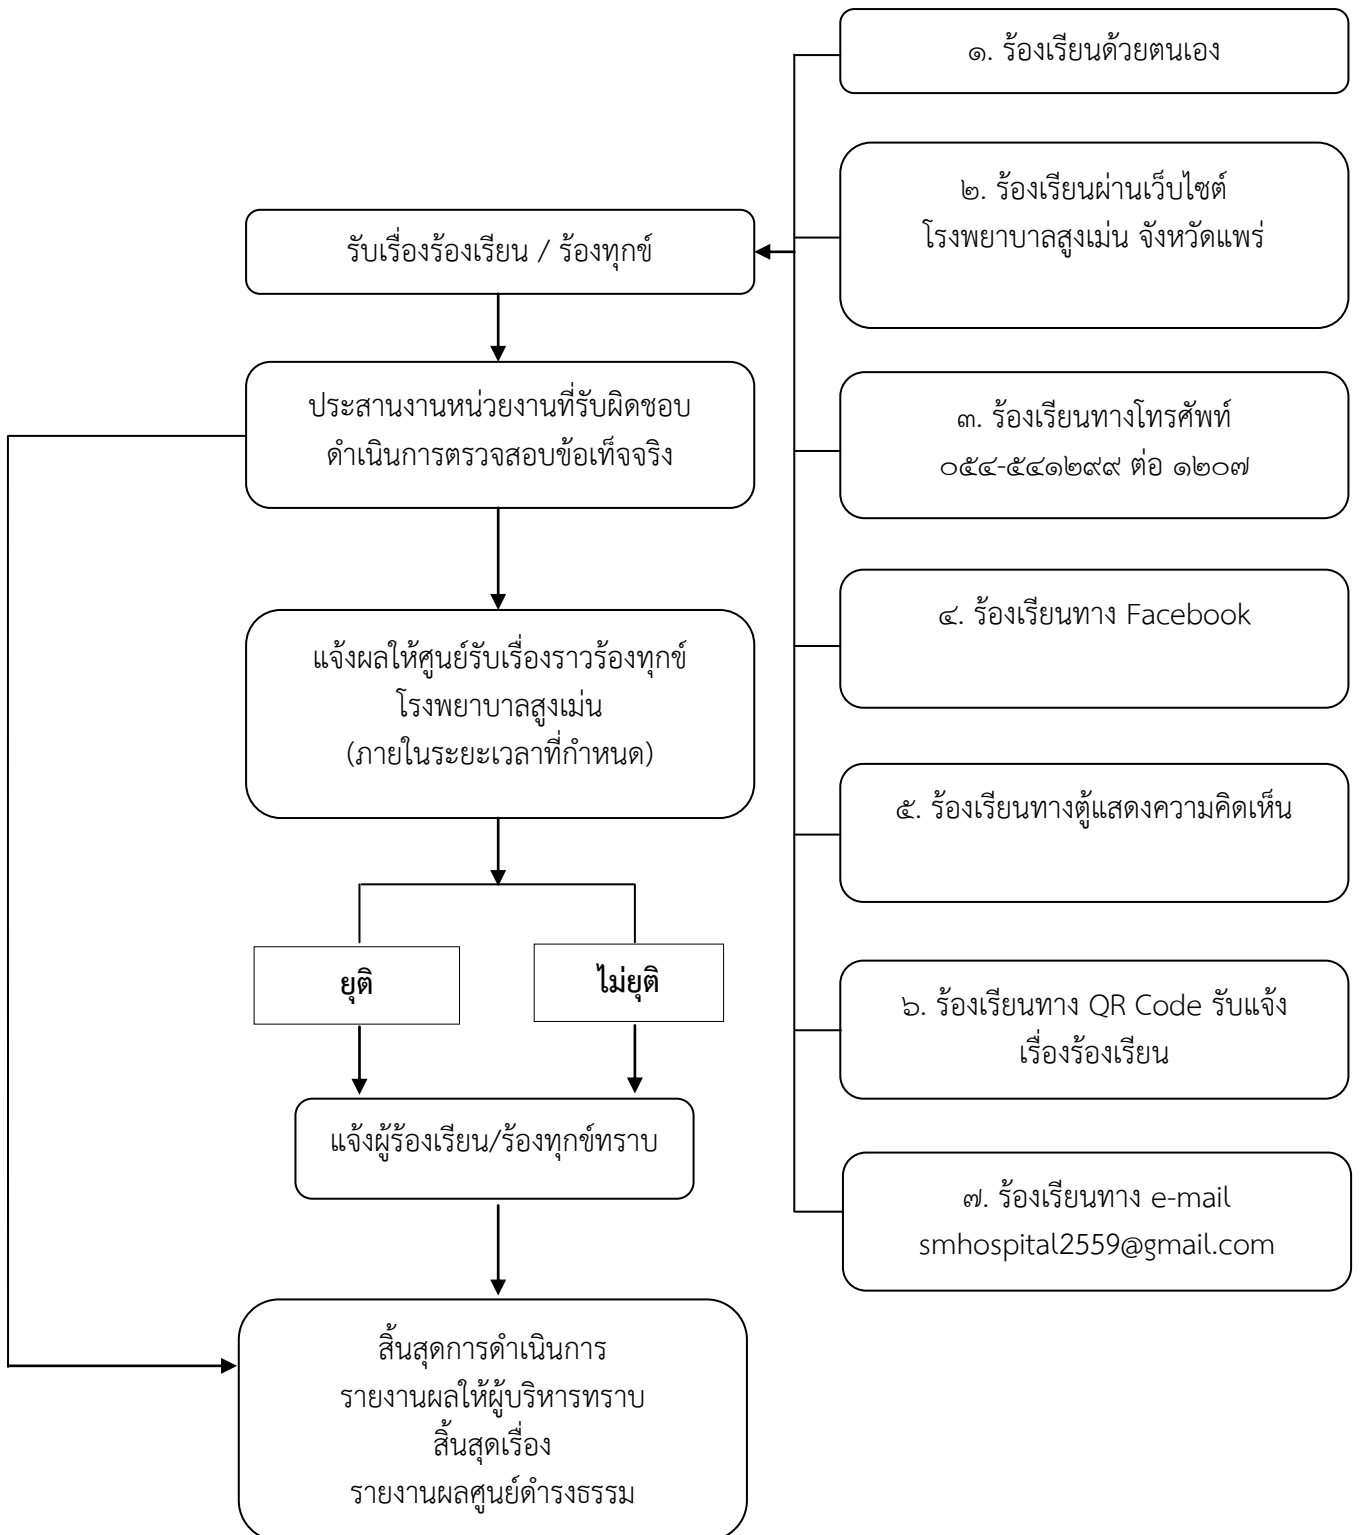 ๑. ร้องเรียนด้วยตนเอง
๒. ร้องเรียนผ่านเว็บไซต์
โรงพยาบาลสูงเม่น จังหวัดแพร่
รับเรื่องร้องเรียน / ร้องทุกข์
ประสานงานหน่วยงานที่รับผิดชอบ
ดำเนินการตรวจสอบข้อเท็จจริง
๓. ร้องเรียนทางโทรศัพท์
๐๕๔-๕๔๑๒๙๙ ต่อ ๑๒๐๗
๔. ร้องเรียนทาง Facebook
แจ้งผลให้ศูนย์รับเรื่องราวร้องทุกข์
โรงพยาบาลสูงเม่น
(ภายในระยะเวลาที่กำหนด)
๕. ร้องเรียนทางตู้แสดงความคิดเห็น
ยุติ
ไม่ยุติ
๖. ร้องเรียนทาง QR Code รับแจ้ง
เรื่องร้องเรียน
แจ้งผู้ร้องเรียน/ร้องทุกข์ทราบ
๗. ร้องเรียนทาง e-mail
smhospital2559@gmail.com
สิ้นสุดการดำเนินการ
รายงานผลให้ผู้บริหารทราบ
สิ้นสุดเรื่อง
รายงานผลศูนย์ดำรงธรรม